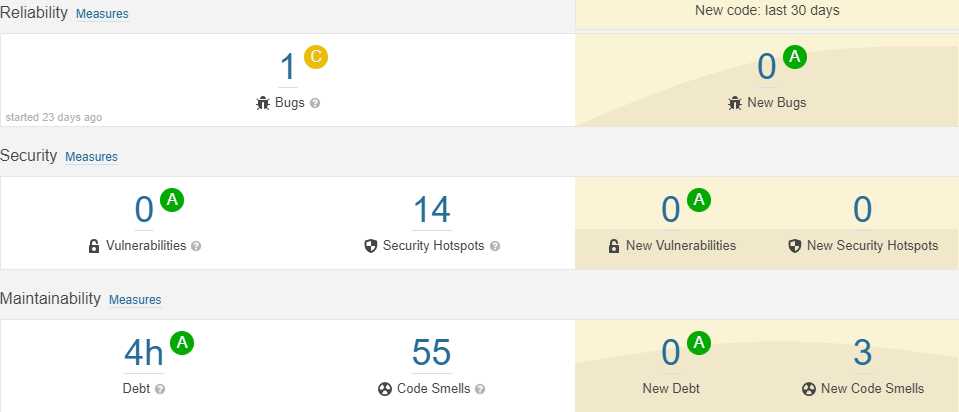 Reliability Measures
New code: last 30 days
1 C
Bugs ?
started 23 days ago
0 A
New Bugs
Security Measures
0 A
Vulnerabilities ?
14
Security Hotspots ?
0 A
New Vulnerabilities
0
New Security Hotspots
Maintainability Measures
4h A
Debt ?
55
Code Smells ?
0 A
New Debt
3
New Code Smells